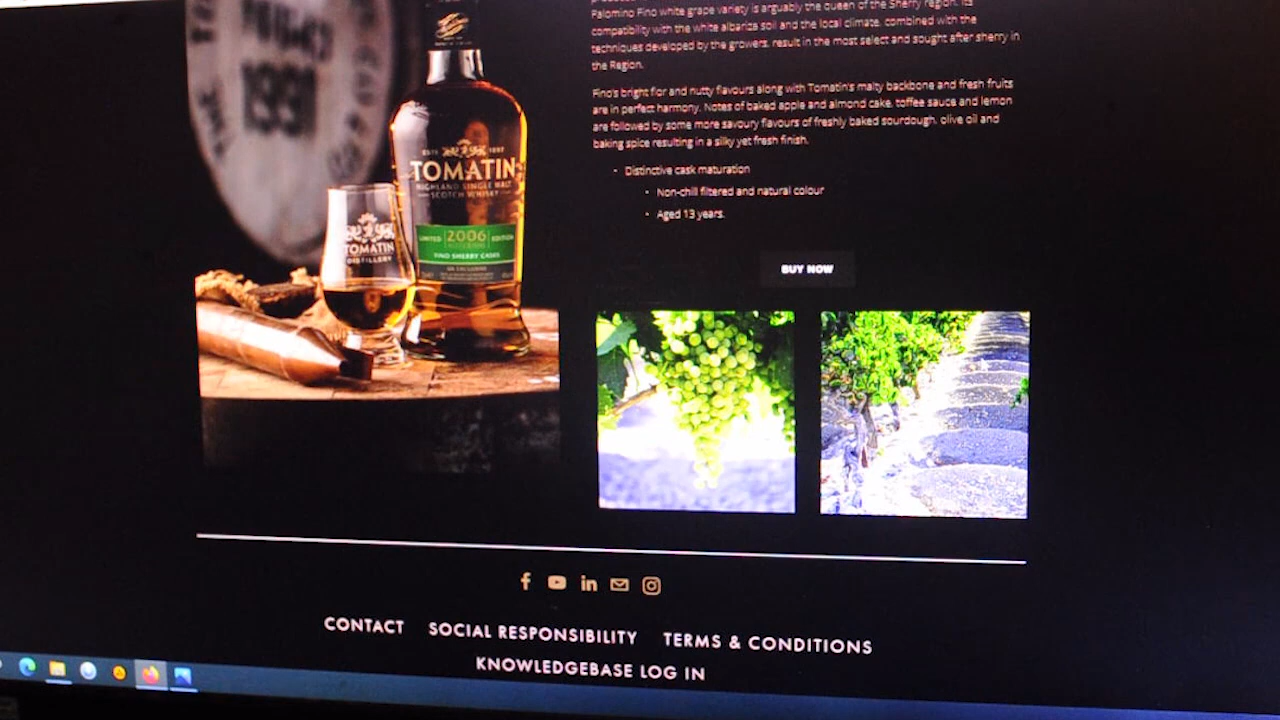 1991
ESTD 1897
TOMATIN
HIGHLAND SINGLE MALT
SCOTCH WHISKY
LIMITED 2006 EDITION
FINO SHERRY CASKS
TOMATIN
DISTILLERY
Palomino Fino white grape variety is arguably the queen of the Sherry region. Its
compatibility with the white albariza soil and the local climate, combined with the
techniques developed by the growers, result in the most select and sought after sherry in
the Region.
Fino's bright flor and nutty flavours along with Tomatin's malty backbone and fresh fruits
are in perfect harmony. Notes of baked apple and almond cake, toffee sauce and lemon
are followed by some more savoury flavours of freshly baked sourdough, olive oil and
baking spice resulting in a silky yet fresh finish.
Distinctive cask maturation
Non-chill filtered and natural colour
Aged 13 years.
BUY NOW
CONTACT SOCIAL RESPONSIBILITY TERMS & CONDITIONS
KNOWLEDGEBASE LOG IN